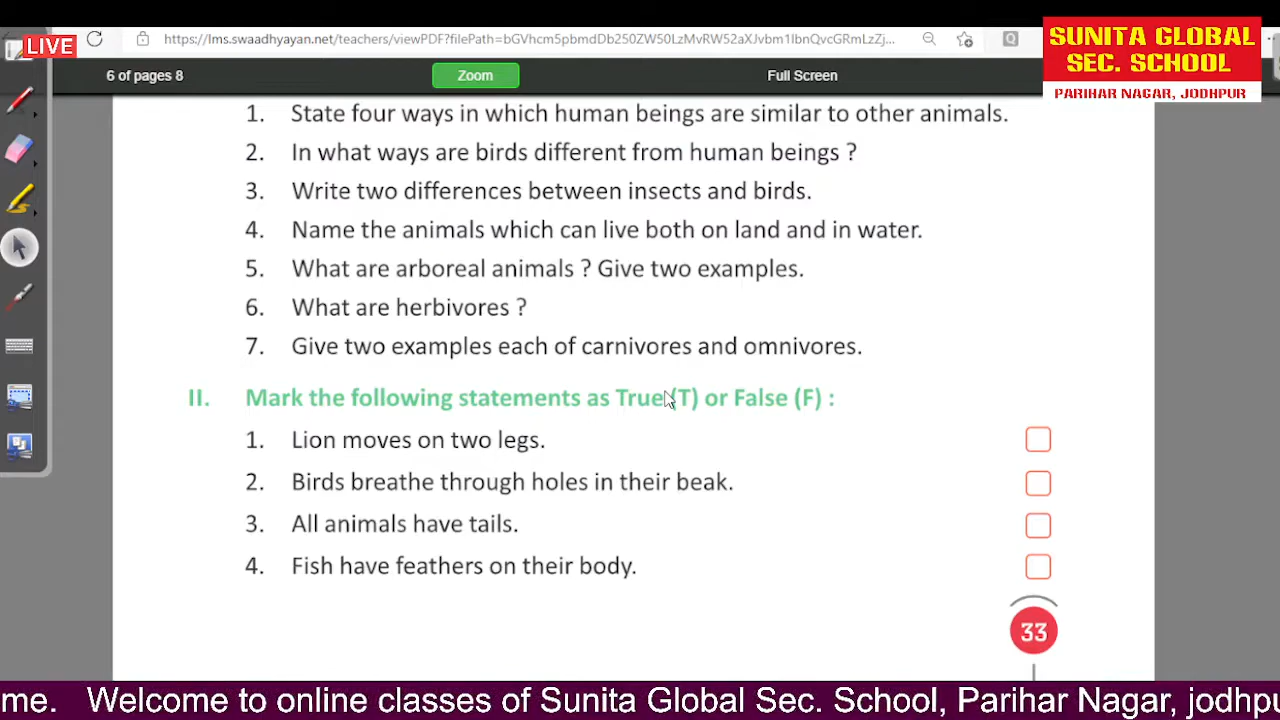 LIVE
https://lms.swaadhyayan.net/teachers/viewPDF?filePath=bGVhcm5pbmdDb250ZW50LzMvRW52aXJvbm1lbnQvcGRmLzZj...
SUNITA GLOBAL
SEC. SCHOOL
PARIHAR NAGAR, JODHPUR
6 of pages 8
Zoom
Full Screen
1. State four ways in which human beings are similar to other animals.
2. In what ways are birds different from human beings ?
3. Write two differences between insects and birds.
4. Name the animals which can live both on land and in water.
5. What are arboreal animals ? Give two examples.
6. What are herbivores ?
7. Give two examples each of carnivores and omnivores.
II. Mark the following statements as True (T) or False (F) :
1. Lion moves on two legs.
2. Birds breathe through holes in their beak.
3. All animals have tails.
4. Fish have feathers on their body.
33
me. Welcome to online classes of Sunita Global Sec. School, Parihar Nagar, jodhpu